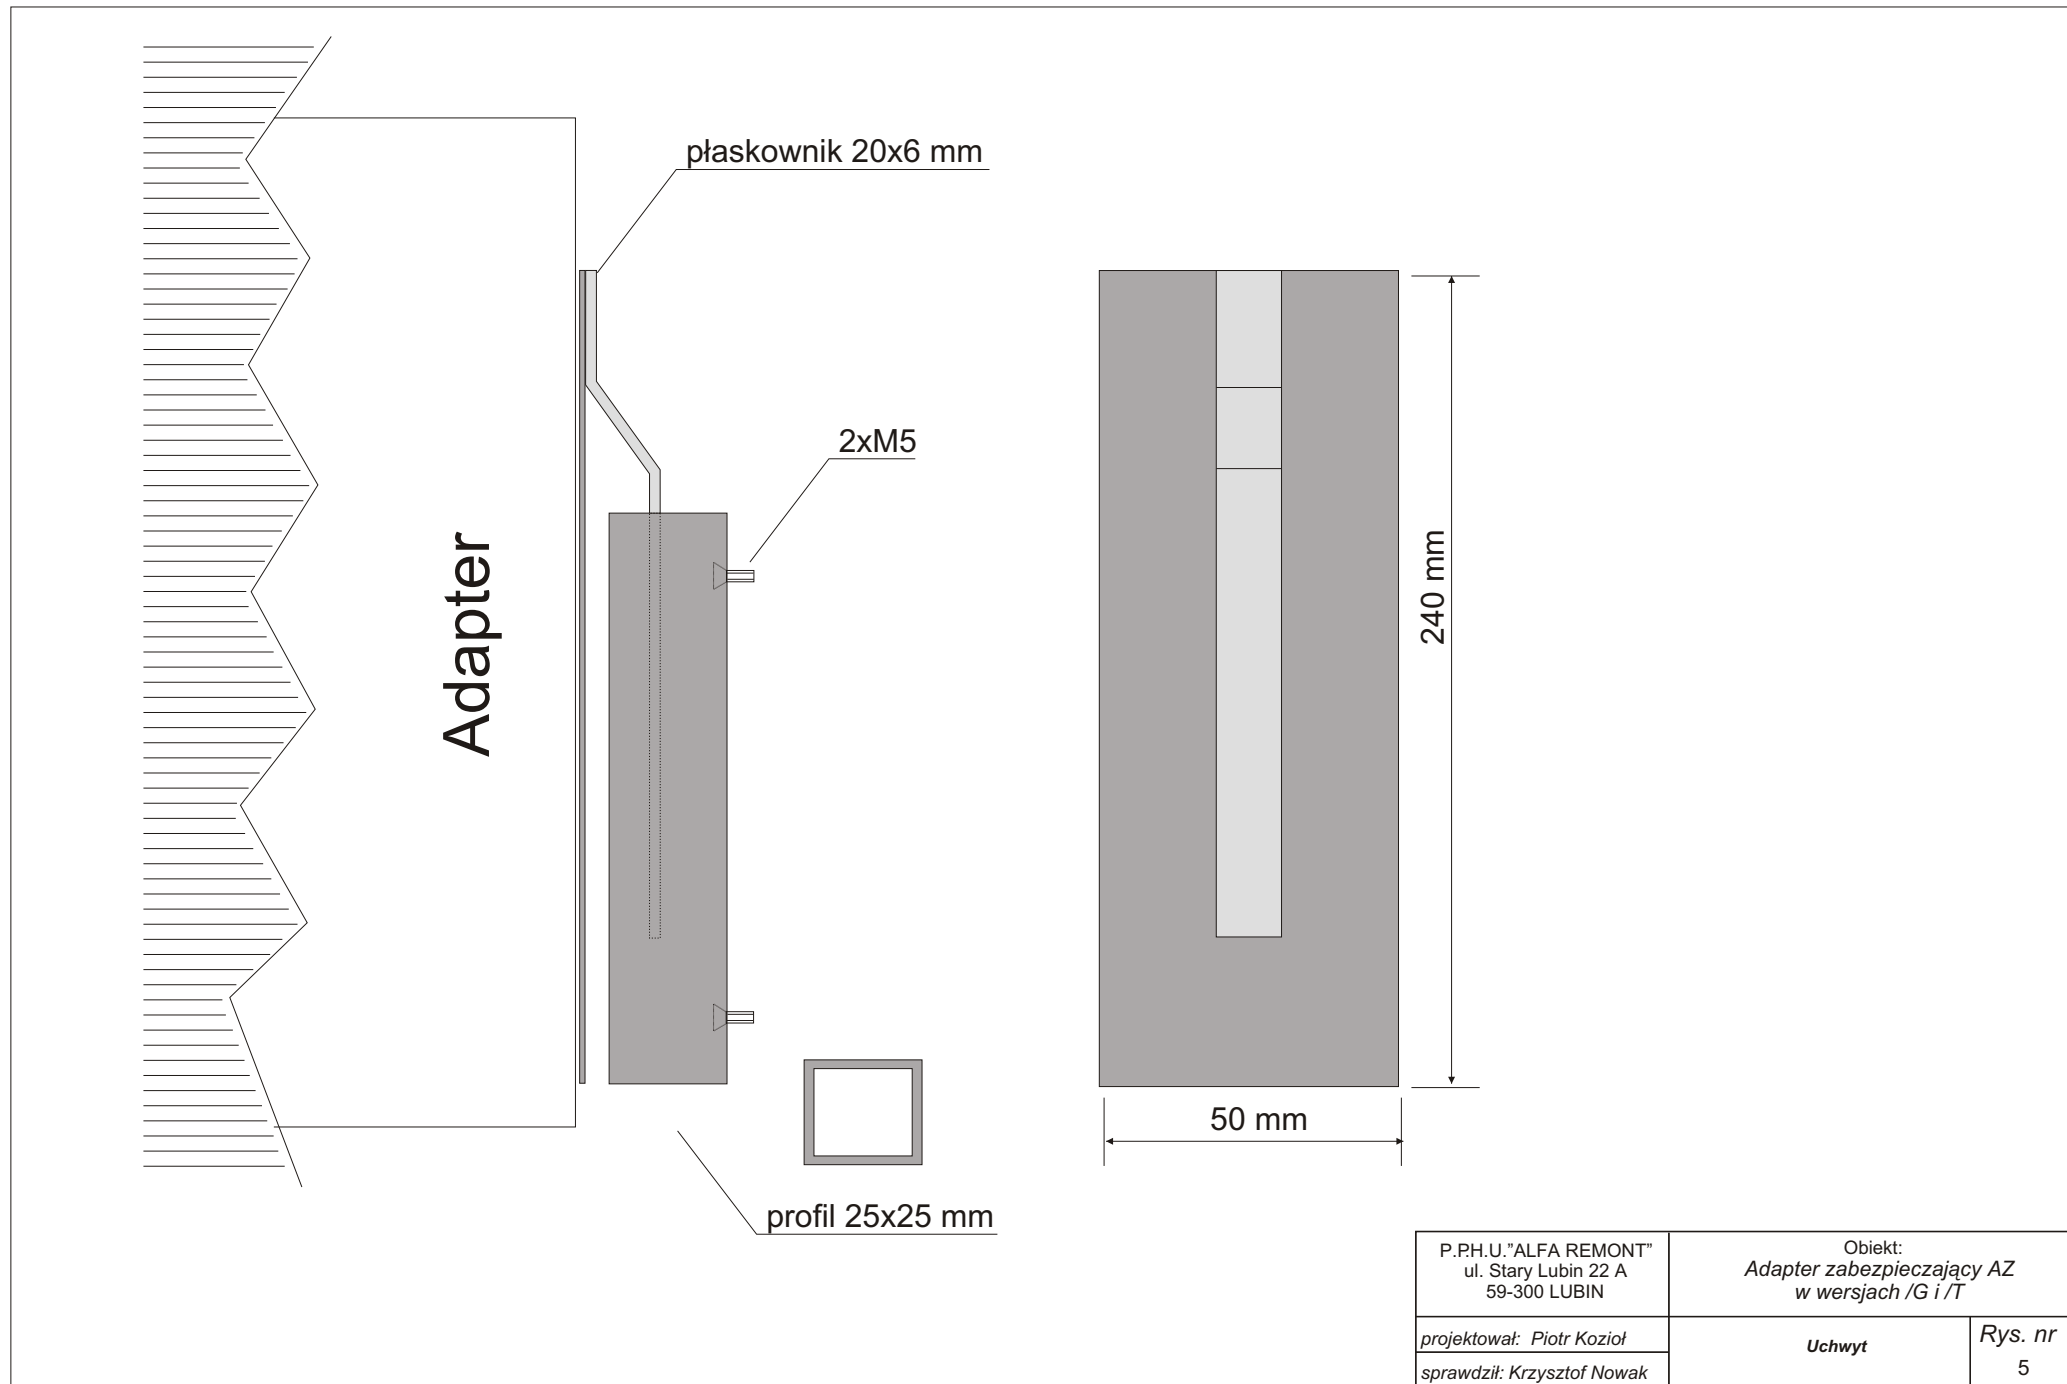 płaskownik 20x6 mm
2xM5
Adapter
240 mm
50 mm
profil 25x25 mm
P.P.H.U."ALFA REMONT"
ul. Stary Lubin 22 A
59-300 LUBIN
Obiekt:
Adapter zabezpieczający AZ
w wersjach /G i /T
projektował: Piotr Kozioł
sprawdził: Krzysztof Nowak
Uchwyt
Rys. nr
5